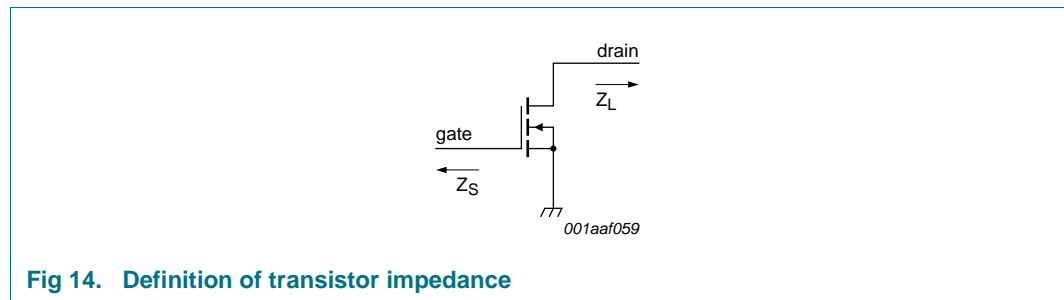 drain
Z_L
gate
Z_S
001aaf059
Fig 14. Definition of transistor impedance